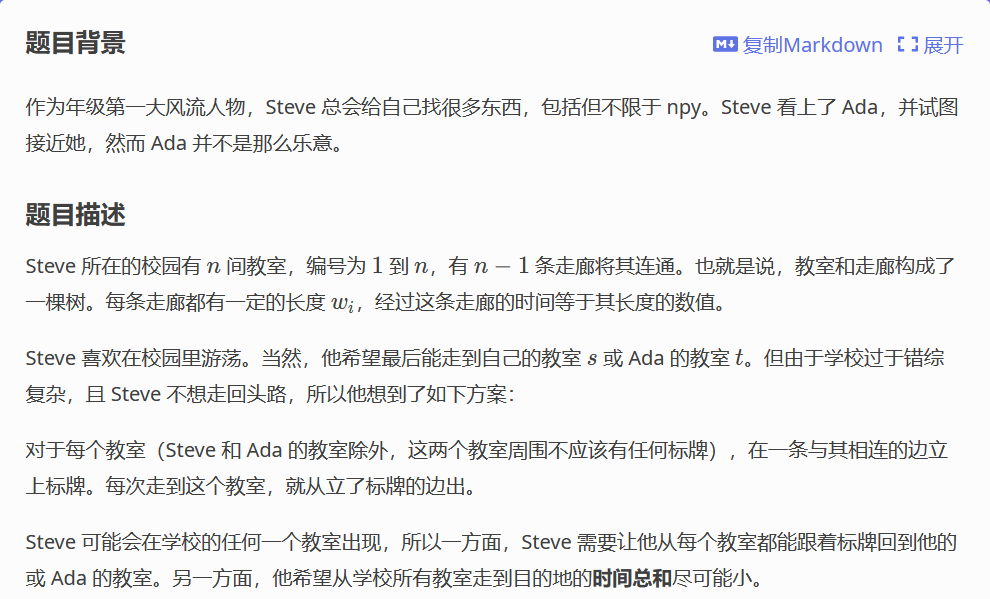 题目背景
复制Markdown 展开
作为年级第一大风流人物，Steve 总会给自己找很多东西，包括但不限于 npy。Steve 看上了 Ada，并试图
接近她，然而 Ada 并不是那么乐意。
题目描述
Steve 所在的校园有 n 间教室，编号为 1 到 n，有 n − 1 条走廊将其连通。也就是说，教室和走廊构成了
一棵树。每条走廊都有一定的长度 wᵢ，经过这条走廊的时间等于其长度的数值。
Steve 喜欢在校园里游荡。当然，他希望最后能走到自己的教室 s 或 Ada 的教室 t。但由于学校过于错综
复杂，且 Steve 不想走回头路，所以他想到了如下方案：
对于每个教室（Steve 和 Ada 的教室除外，这两个教室周围不应该有任何标牌），在一条与其相连的边立
上标牌。每次走到这个教室，就从立了标牌的边出。
Steve 可能会在学校的任何一个教室出现，所以一方面，Steve 需要让他从每个教室都能跟着标牌回到他的
或 Ada 的教室。另一方面，他希望从学校所有教室走到目的地的时间总和尽可能小。